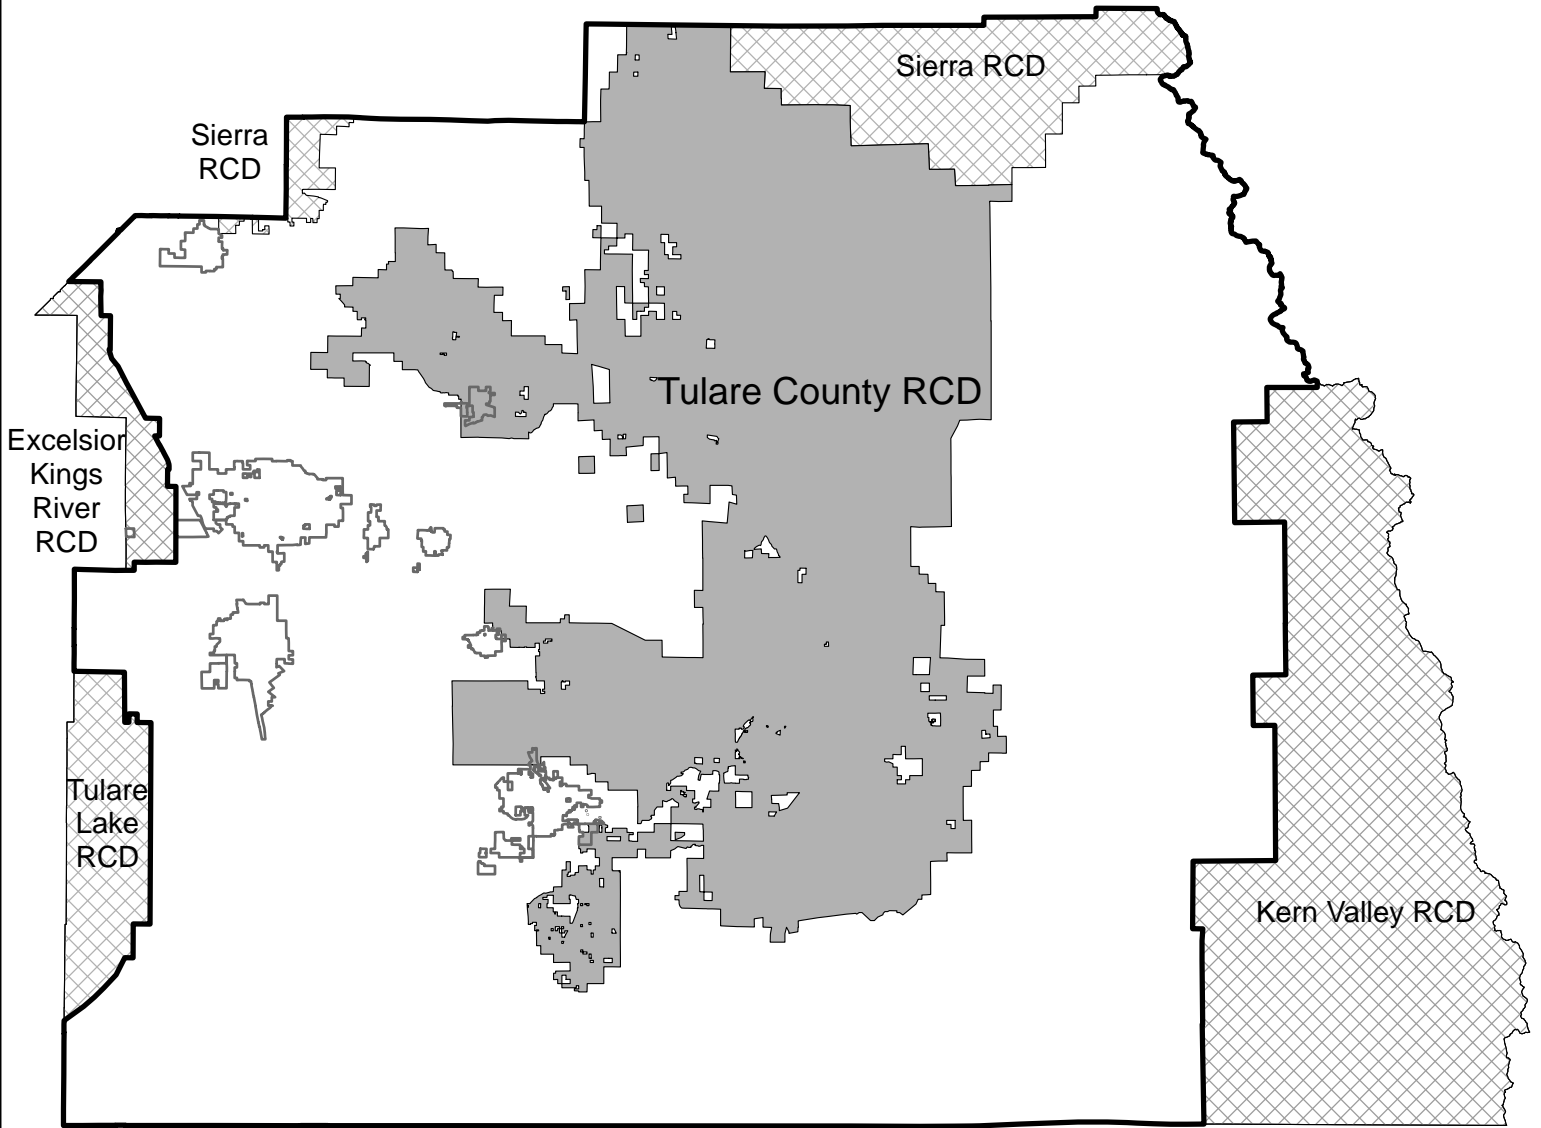 Sierra RCD
Sierra
RCD
Tulare County RCD
Excelsior
Kings
River
RCD
Tulare
Lake
RCD
Kern Valley RCD